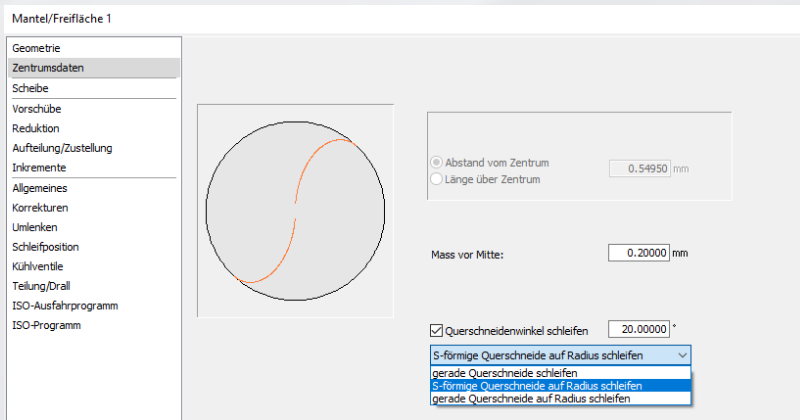 Mantel/Freifläche 1
Geometrie
Zentrumsdaten
Scheibe
Vorschübe
Reduktion
Aufteilung/Zustellung
Inkremente
Allgemeines
Korrekturen
Umlenken
Schleifposition
Kühlventile
Teilung/Drall
ISO-Ausfahrprogramm
ISO-Programm
Abstand vom Zentrum 0.54950 mm
Länge über Zentrum
Mass vor Mitte: 0.20000 mm
Querschneidenwinkel schleifen 20.00000 °
S-förmige Querschneide auf Radius schleifen
gerade Querschneide schleifen
S-förmige Querschneide auf Radius schleifen
gerade Querschneide auf Radius schleifen